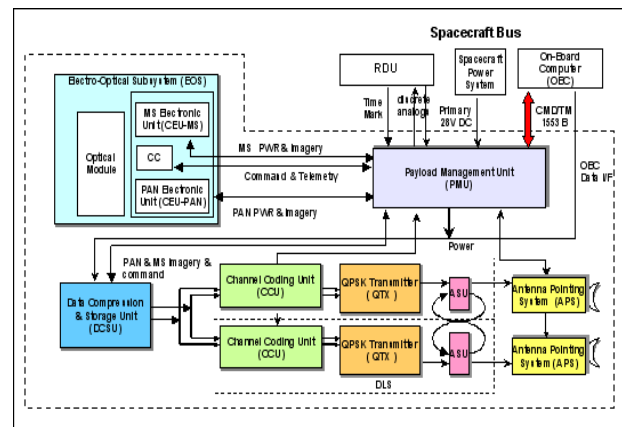 Spacecraft Bus
RDU
Spacecraft
Power
System
On-Board
Computer
(OBC)
Electro-Optical Subsystem (EOS)
Time
Mark
discrete
analogs
Primary
28V DC
CMD/TM
1553 B
MS Electronic
Unit(CEU-MS)
Optical
Module
CC
PAN Electronic
Unit (CEU-PAN)
MS PWR & Imagery
Command & Telemetry
PAN PWR & Imagery
Payload Management Unit
(PMU)
OEC
Data I/F
Power
PAN & MS Imagery &
command
Data Compression
& Storage Unit
(DCSU)
Channel Coding Unit
(CCU)
QPSK Transmitter
(QTX)
ASU
Antenna Pointing
System (APS)
Channel Coding Unit
(CCU)
QPSK Transmitter
(QTX)
ASU
Antenna Pointing
System (APS)
DLS